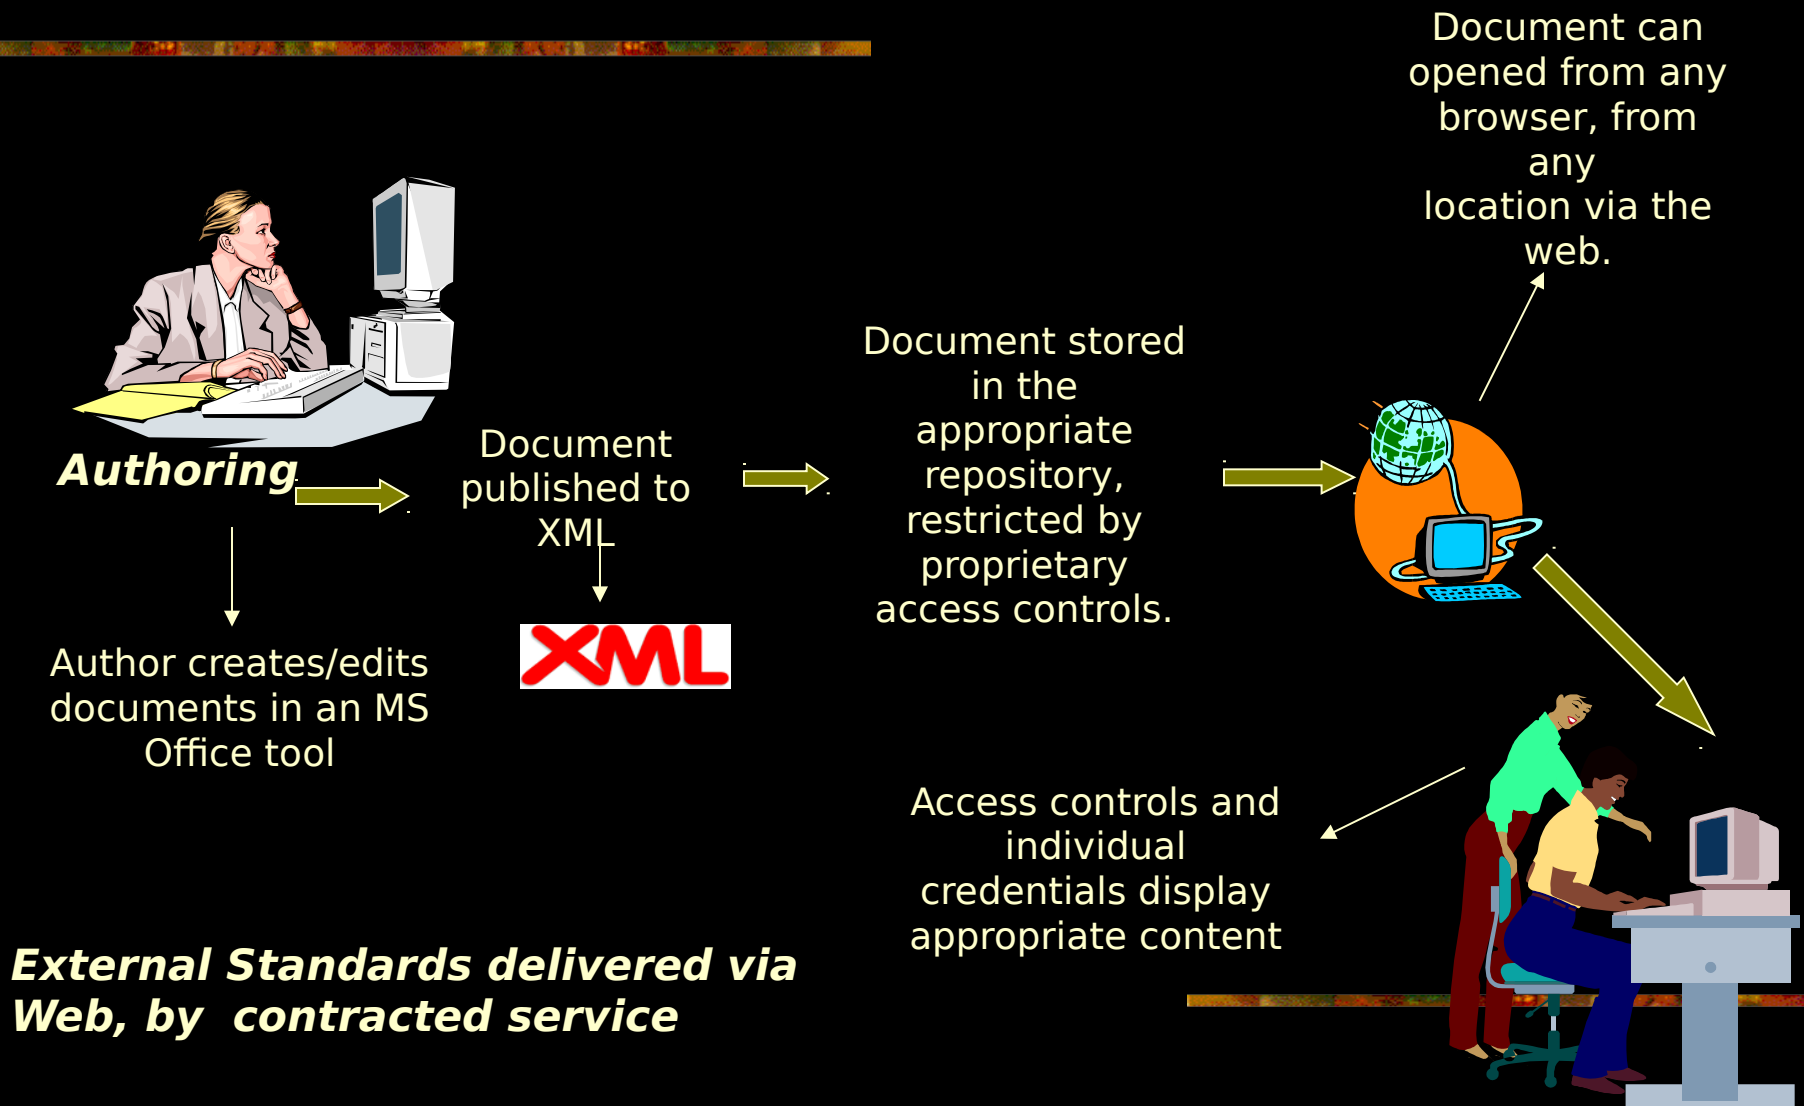 Document can
opened from any
browser, from
any
location via the
web.
Authoring
Document
published to
XML
Document stored
in the
appropriate
repository,
restricted by
proprietary
access controls.
XML
Author creates/edits
documents in an MS
Office tool
Access controls and
individual
credentials display
appropriate content
External Standards delivered via
Web, by  contracted service